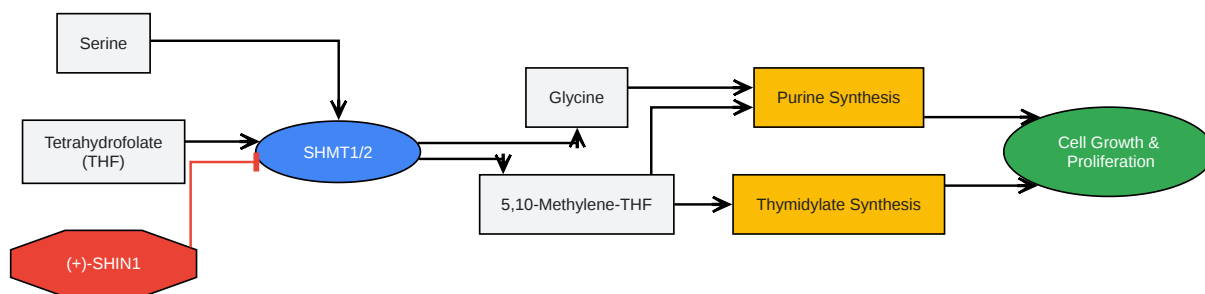 Serine
Tetrahydrofolate
(THF)
(+)-SHIN1
SHMT1/2
Glycine
5,10-Methylene-THF
Purine Synthesis
Thymidylate Synthesis
Cell Growth &
Proliferation